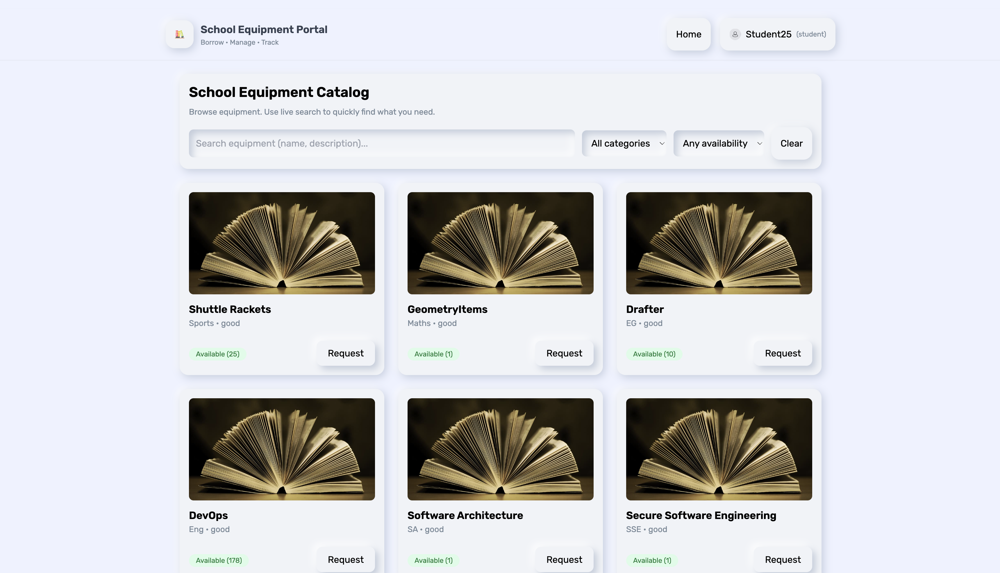 School Equipment Portal
Borrow • Manage • Track
Home
Student25 (student)
School Equipment Catalog
Browse equipment. Use live search to quickly find what you need.
Search equipment (name, description)...
All categories
Any availability
Clear
Shuttle Rackets
Sports • good
Available (25)
Request
GeometryItems
Maths • good
Available (1)
Request
Drafter
EG • good
Available (10)
Request
DevOps
Eng • good
Available (178)
Request
Software Architecture
SA • good
Available (1)
Request
Secure Software Engineering
SSE • good
Available (1)
Request